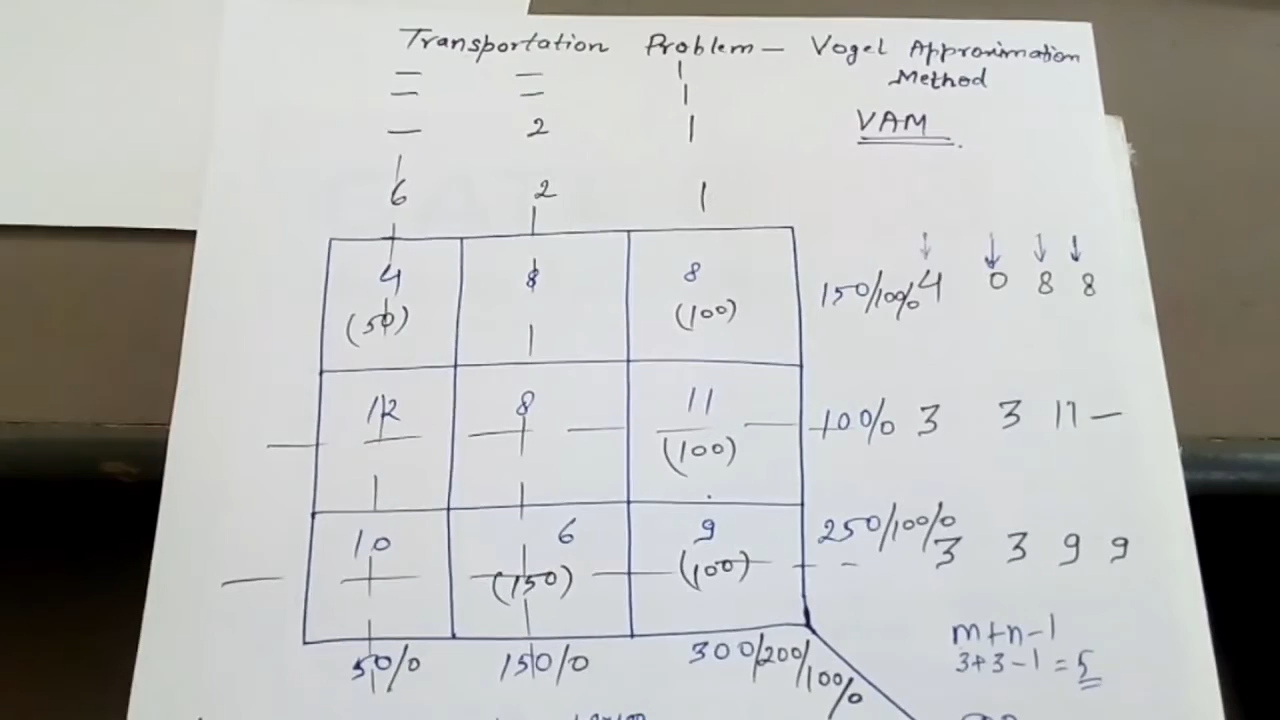 Transportation Problem — Vogel Approximation
Method
VAM
— — 1
= = 1
— 2 1
6 2 1
4 8 8 150/100/0 4 0 8 8
(50) (100)
12 8 11 100/0 3 3 11 —
(100)
10 6 9 250/100/0 3 3 9 9
(150) (100)
50/0 150/0 300/200/100/0
m+n-1
3+3-1 = 5